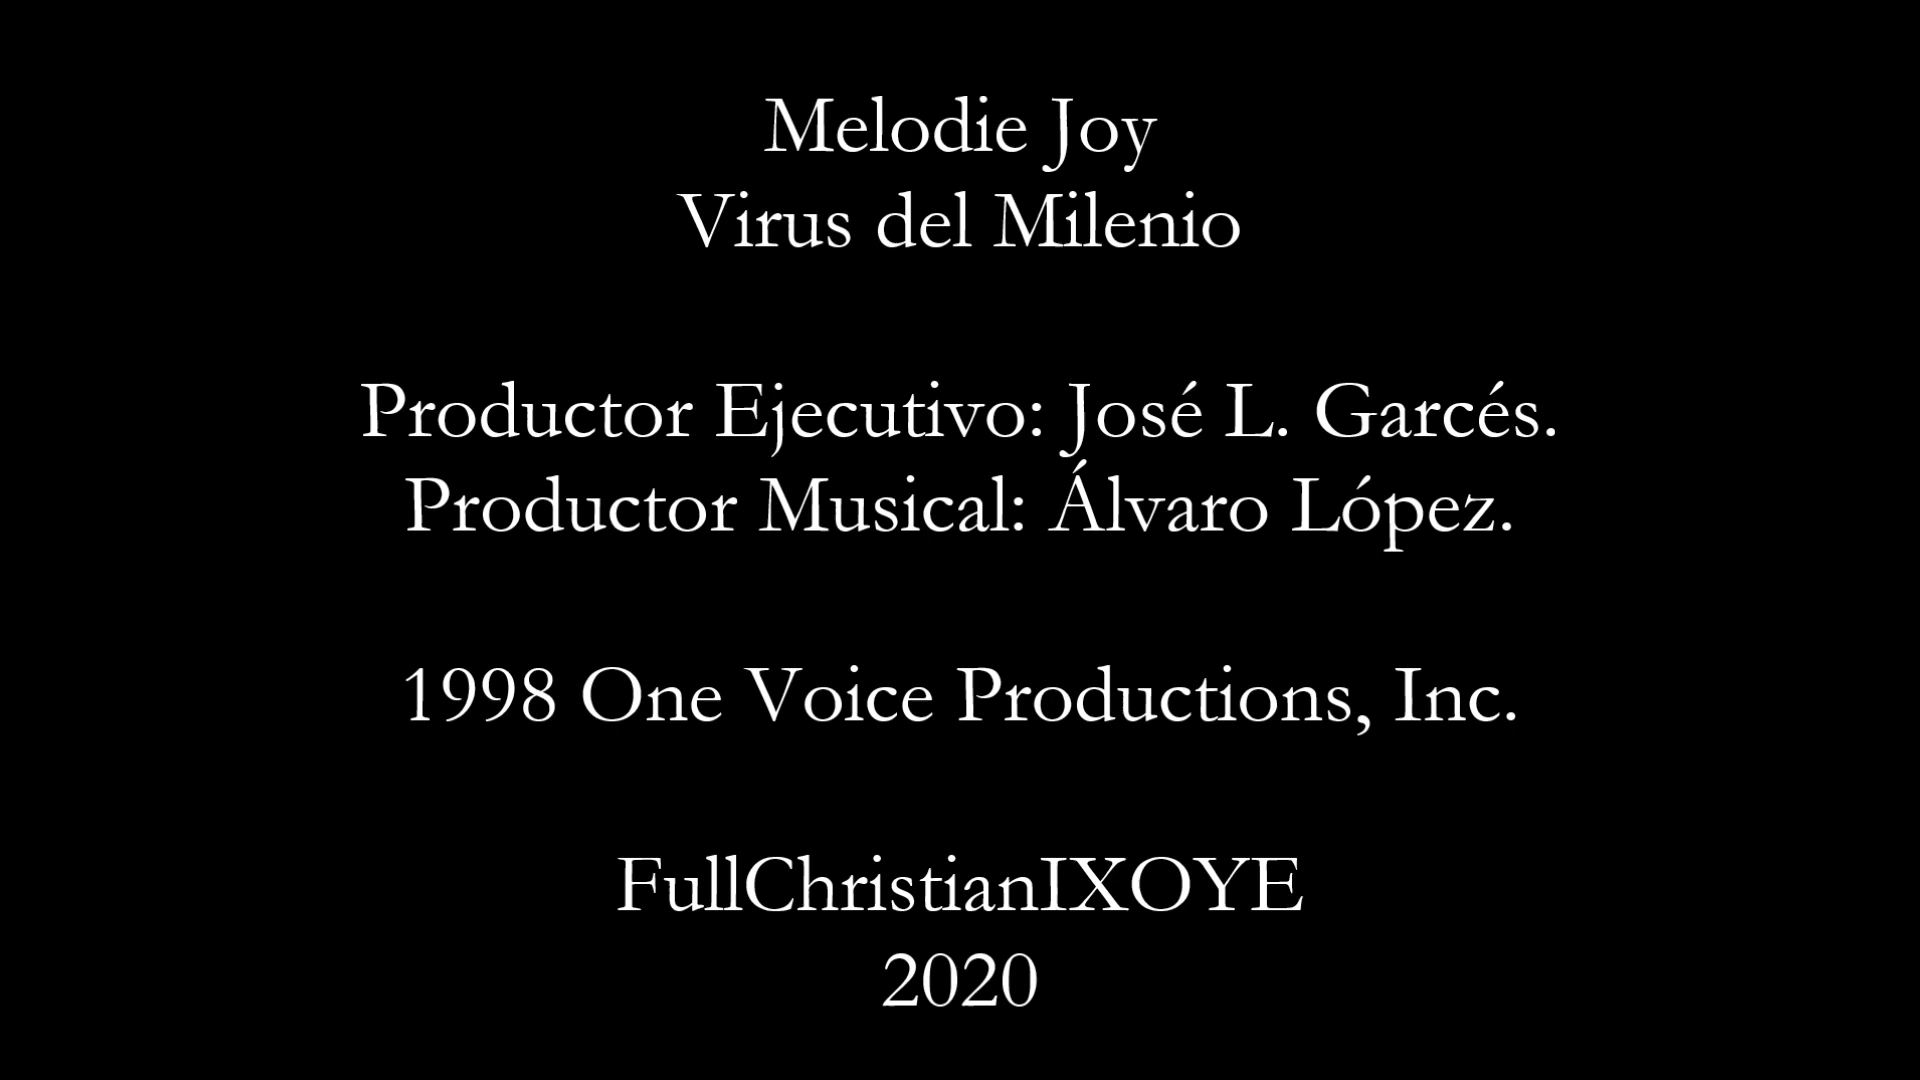 Melodie Joy
Virus del Milenio
Productor Ejecutivo: José L. Garcés.
Productor Musical: Álvaro López.
1998 One Voice Productions, Inc.
FullChristianIXOYE
2020